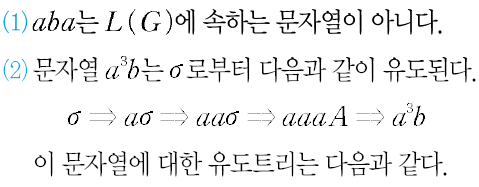 (1) aba는 L(G)에 속하는 문자열이 아니다.
(2) 문자열 a³b는 σ로부터 다음과 같이 유도된다.
σ ⇒ aσ ⇒ aaσ ⇒ aaaA ⇒ a³b
이 문자열에 대한 유도트리는 다음과 같다.